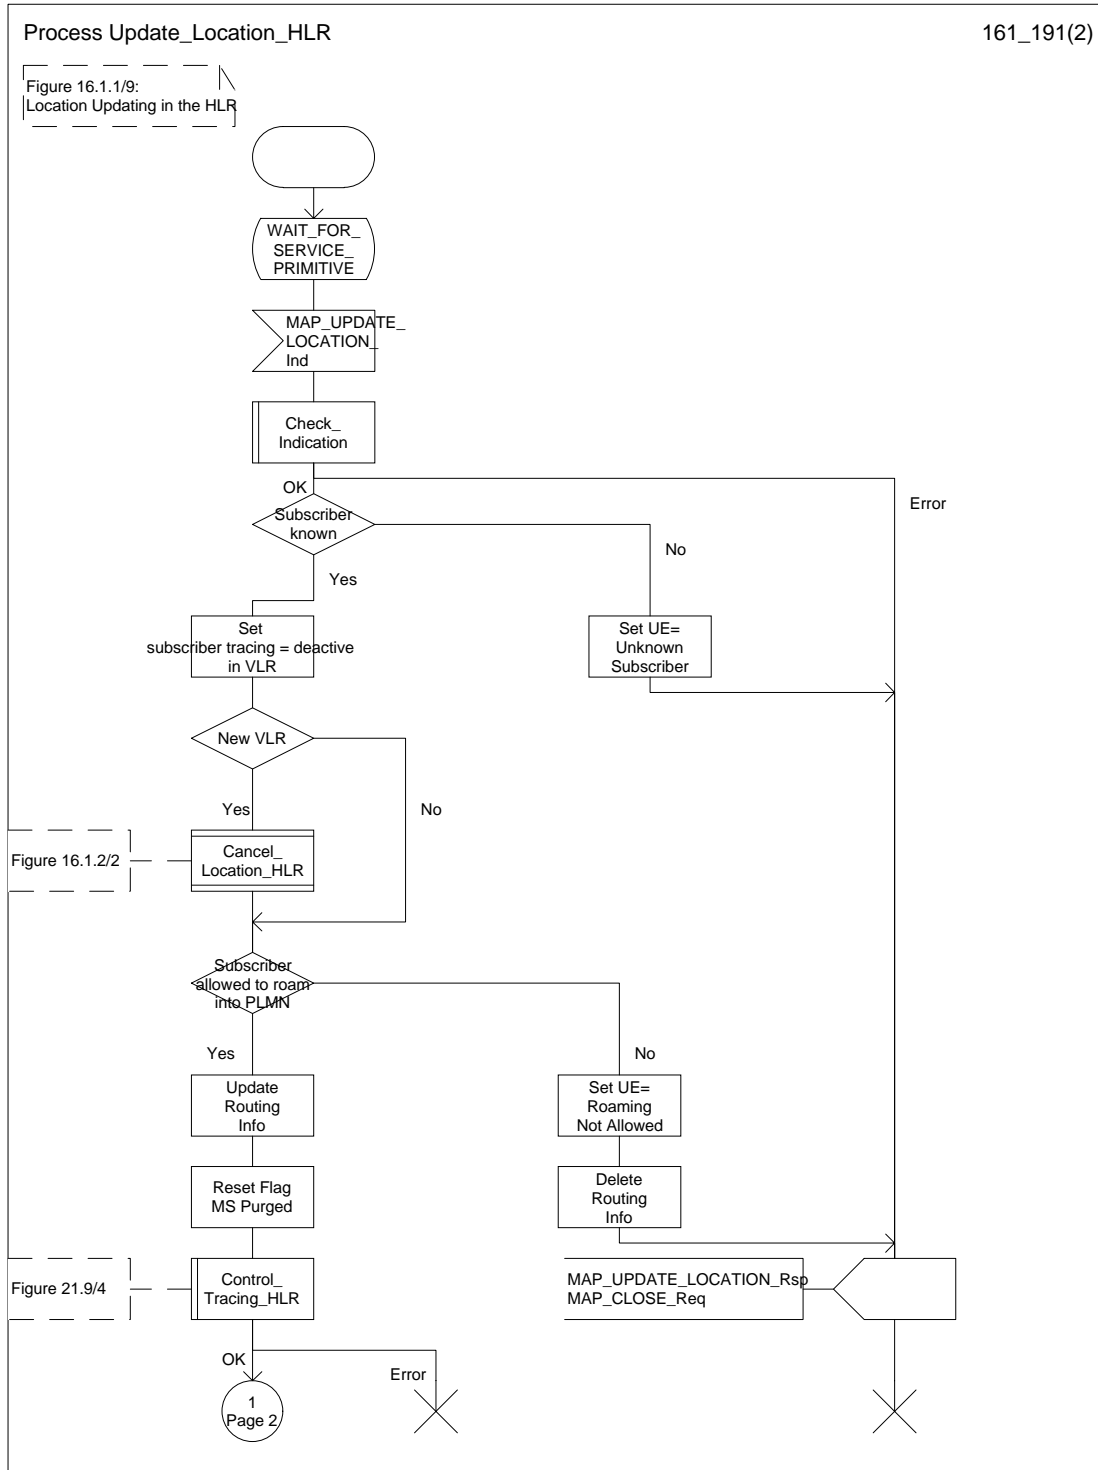 Process Update_Location_HLR
161_191(2)
Figure 16.1.1/9:
Location Updating in the HLR
WAIT_FOR_
SERVICE_
PRIMITIVE
MAP_UPDATE_
LOCATION_
Ind
Check_
Indication
OK
Error
Subscriber
known
No
Yes
Set
subscriber tracing = deactive
in VLR
Set UE=
Unknown
Subscriber
New VLR
Yes
No
Figure 16.1.2/2
Cancel_
Location_HLR
Subscriber
allowed to roam
into PLMN
Yes
No
Update
Routing
Info
Set UE=
Roaming
Not Allowed
Reset Flag
MS Purged
Delete
Routing
Info
Figure 21.9/4
Control_
Tracing_HLR
MAP_UPDATE_LOCATION_Rsp
MAP_CLOSE_Req
OK
Error
1
Page 2